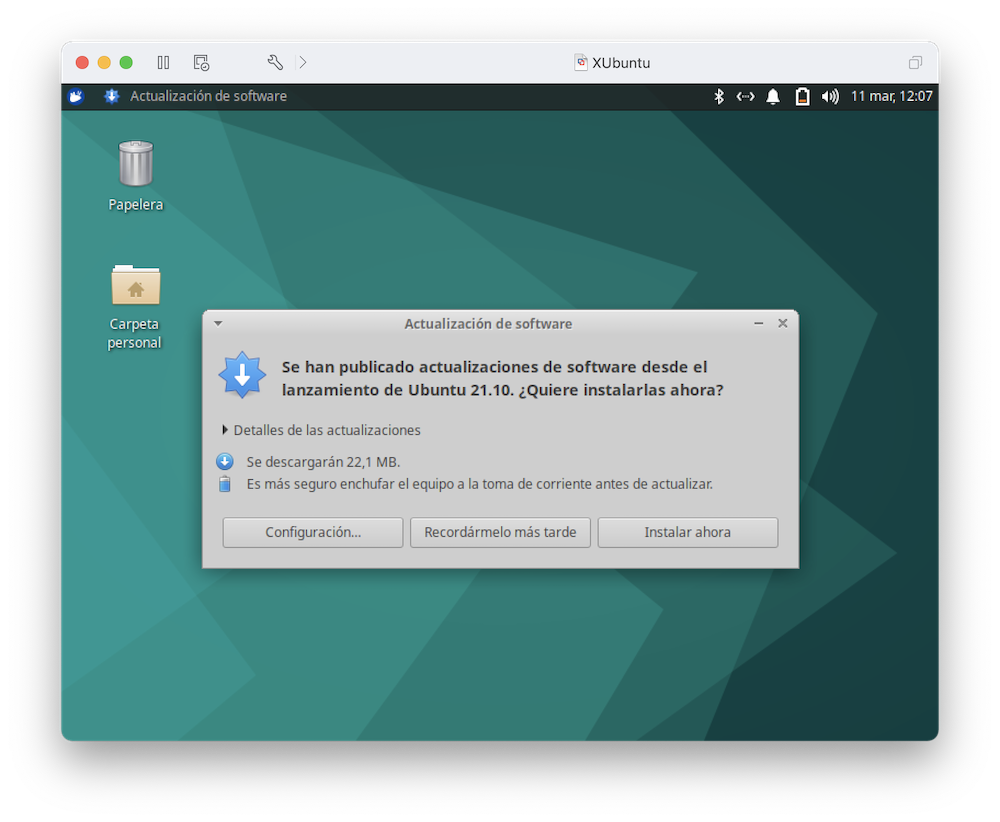 XUbuntu
Actualización de software
11 mar, 12:07
Papelera
Carpeta
personal
Actualización de software
Se han publicado actualizaciones de software desde el
lanzamiento de Ubuntu 21.10. ¿Quiere instalarlas ahora?
Detalles de las actualizaciones
Se descargarán 22,1 MB.
Es más seguro enchufar el equipo a la toma de corriente antes de actualizar.
Configuración...
Recordármelo más tarde
Instalar ahora